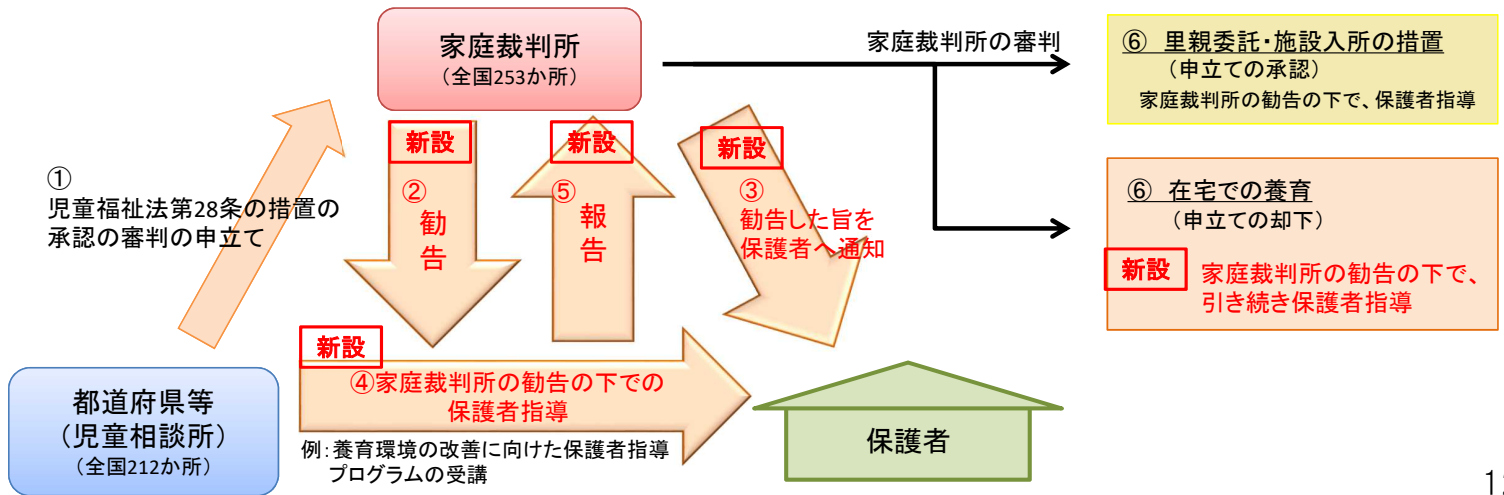 家庭裁判所
（全国253か所）
家庭裁判所の審判
⑥ 里親委託・施設入所の措置
（申立ての承認）
家庭裁判所の勧告の下で、保護者指導
①
児童福祉法第28条の措置の
承認の審判の申立て
新設
②
勧告
新設
⑤
報告
新設
③
勧告した旨を
保護者へ通知
⑥ 在宅での養育
（申立ての却下）
新設
家庭裁判所の勧告の下で、
引き続き保護者指導
都道府県等
（児童相談所）
（全国212か所）
新設
④家庭裁判所の勧告の下での
保護者指導
例：養育環境の改善に向けた保護者指導
プログラムの受講
保護者